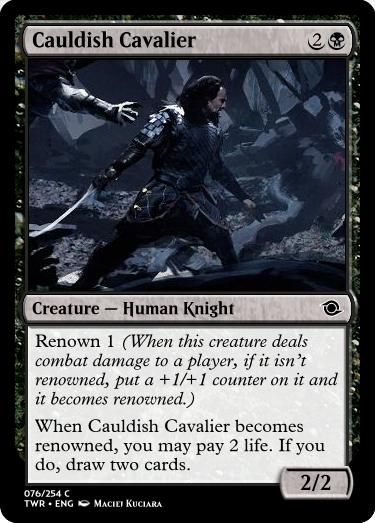 Cauldish Cavalier 2
Creature — Human Knight
Renown 1 (When this creature deals
combat damage to a player, if it isn't
renowned, put a +1/+1 counter on it and
it becomes renowned.)
When Cauldish Cavalier becomes
renowned, you may pay 2 life. If you
do, draw two cards.
2/2
076/254 C
TWR • ENG Maciej Kuciara